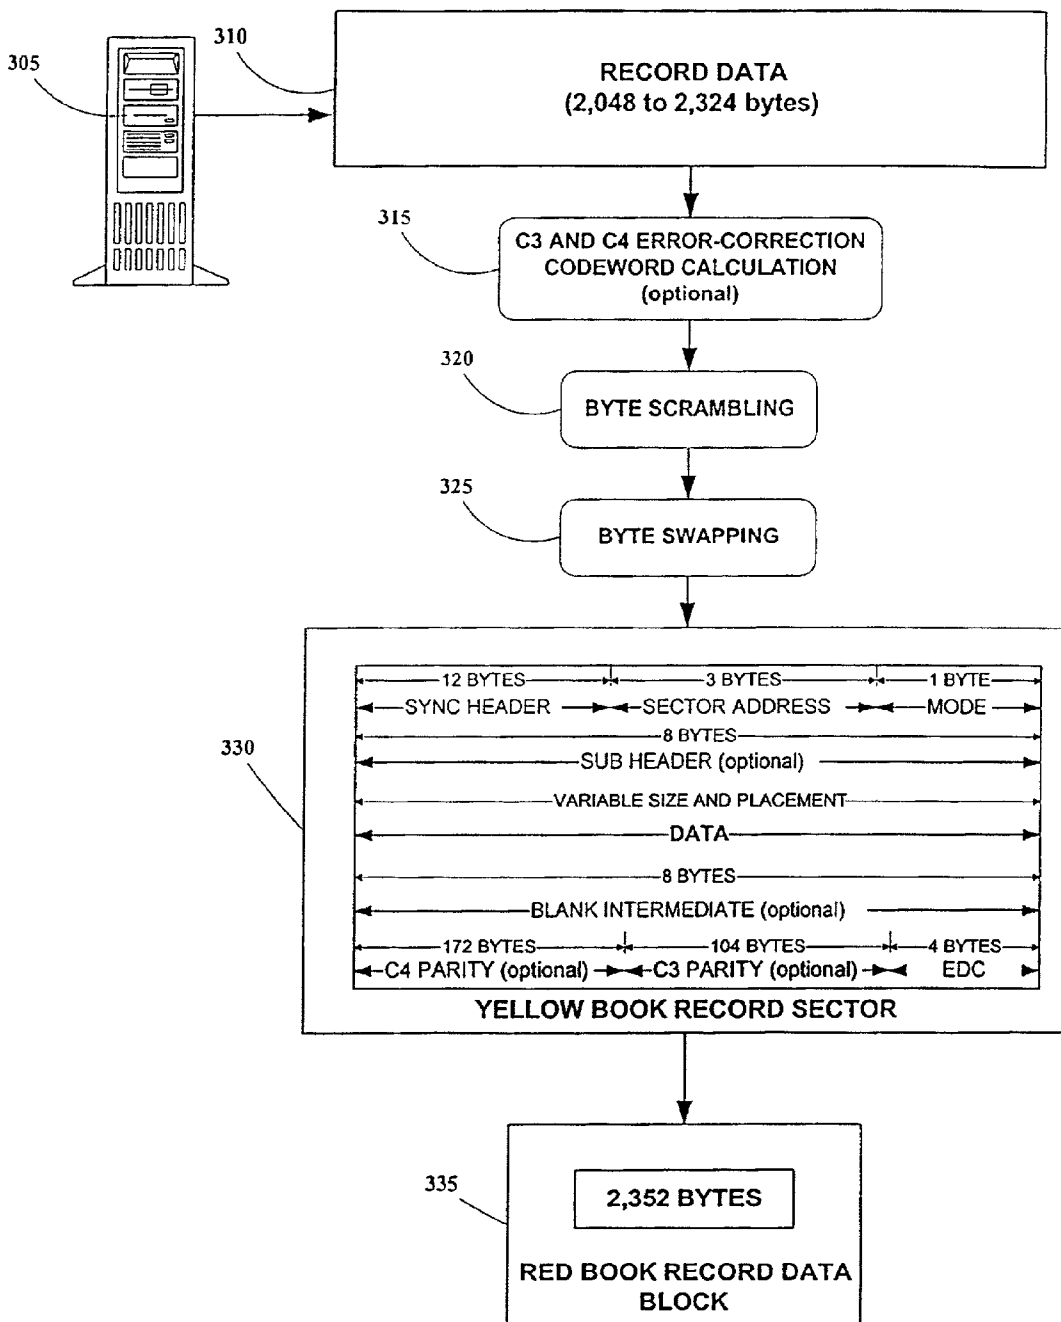 305
310
RECORD DATA
(2,048 to 2,324 bytes)
315
C3 AND C4 ERROR-CORRECTION
CODEWORD CALCULATION
(optional)
320
BYTE SCRAMBLING
325
BYTE SWAPPING
330
12 BYTES 3 BYTES 1 BYTE
SYNC HEADER SECTOR ADDRESS MODE
8 BYTES
SUB HEADER (optional)
VARIABLE SIZE AND PLACEMENT
DATA
8 BYTES
BLANK INTERMEDIATE (optional)
172 BYTES 104 BYTES 4 BYTES
C4 PARITY (optional) C3 PARITY (optional) EDC
YELLOW BOOK RECORD SECTOR
335
2,352 BYTES
RED BOOK RECORD DATA
BLOCK